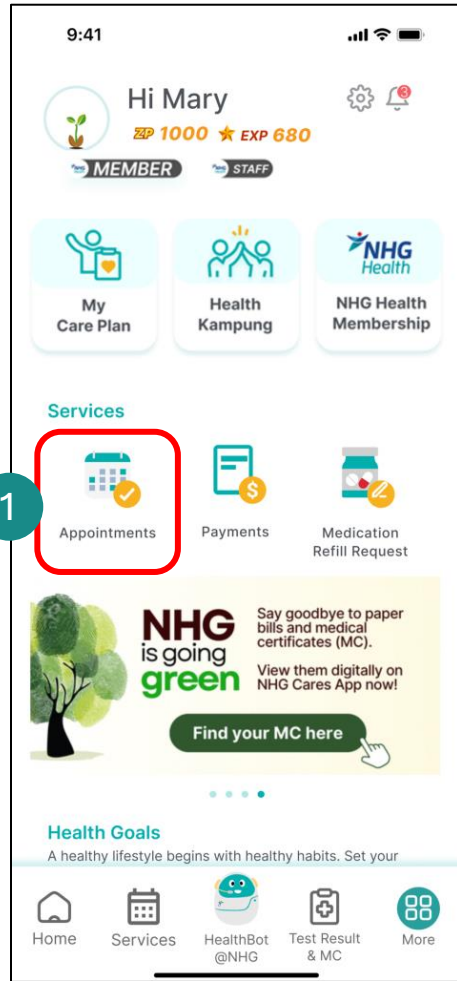 9:41
Hi Mary
3
ZP 1000 EXP 680
MEMBER STAFF
NHG
Health
My
Care Plan
Health
Kampung
NHG Health
Membership
Services
1
$
Appointments
Payments
Medication
Refill Request
NHG
is going
green
Say goodbye to paper
bills and medical
certificates (MC).
View them digitally on
NHG Cares App now!
Find your MC here
Health Goals
A healthy lifestyle begins with healthy habits. Set your
Home
Services
HealthBot
@NHG
Test Result
& MC
More